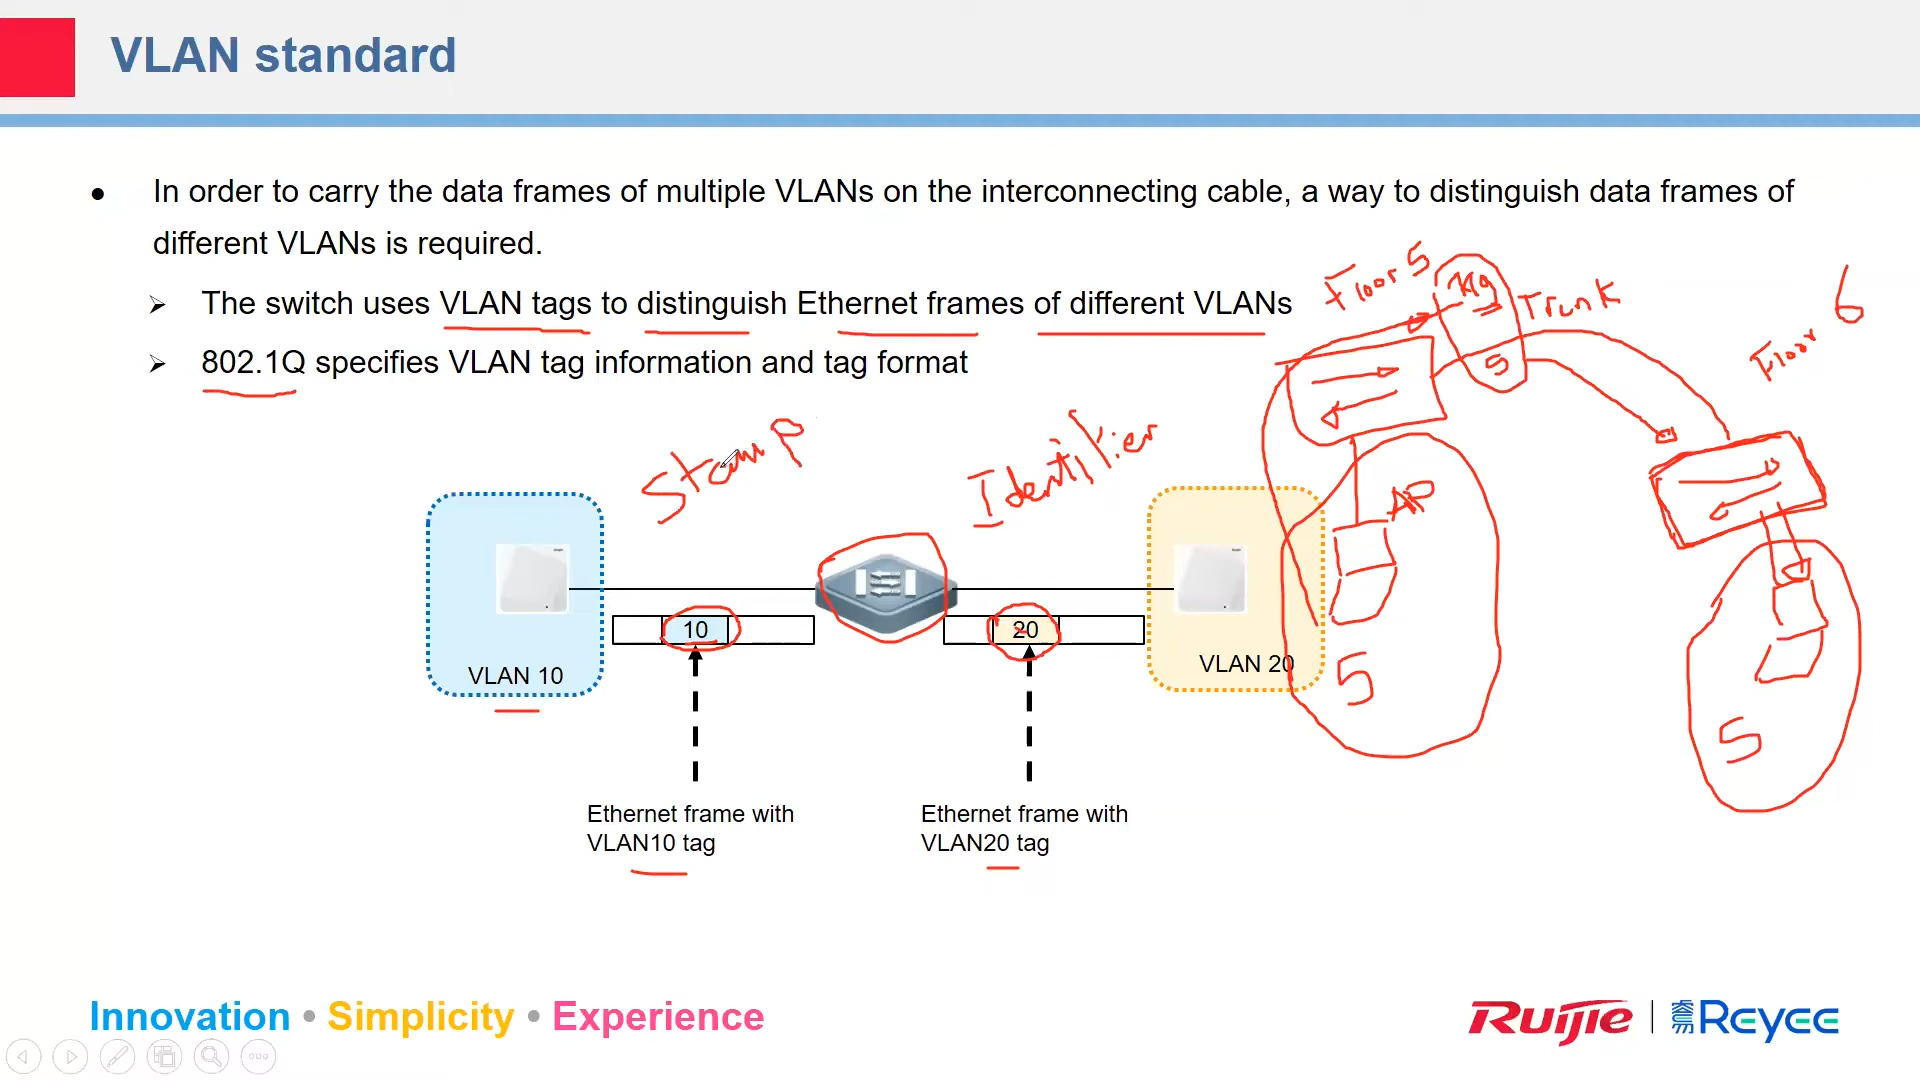 VLAN standard
In order to carry the data frames of multiple VLANs on the interconnecting cable, a way to distinguish data frames of
different VLANs is required.
The switch uses VLAN tags to distinguish Ethernet frames of different VLANs
802.1Q specifies VLAN tag information and tag format
Floor 5
Trunk
5
Floor 6
Stamp
Identifier
AP
10
20
VLAN 10
VLAN 20
5
5
Ethernet frame with
VLAN10 tag
Ethernet frame with
VLAN20 tag
Innovation • Simplicity • Experience
Ruijie | Reyee